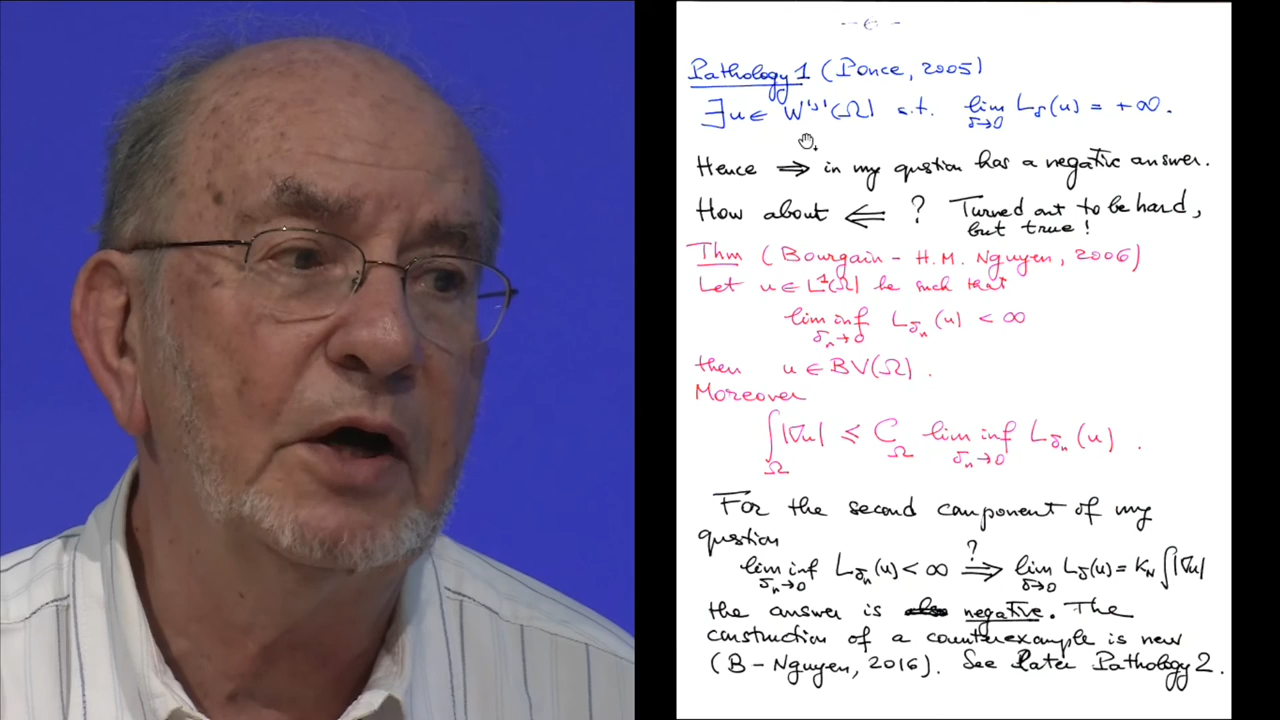 -6-
Pathology 1 (Ponce, 2005)
∃u∈ W^{1,1}(Ω) s.t. lim_{δ→0} L_δ(u) = +∞.
Hence ⇒ in my qustion has a negative answer.
How about ⇐ ? Turned out to be hard,
but true!
Thm (Bourgain - H.M. Nguyen, 2006)
Let u∈L^1(Ω) be such that
lim inf_{δ_n→0} L_{δ_n}(u) < ∞
then u ∈ BV(Ω).
Moreover
∫_Ω |∇u| ≤ C_Ω lim inf_{δ_n→0} L_{δ_n}(u).
For the second component of my
question
lim inf_{δ_n→0} L_{δ_n}(u) < ∞ ⇒^? lim_{δ→0} L_δ(u) = K_N ∫|∇u|
the answer is negative. The
construction of a counterexample is new
(B-Nguyen, 2016). See later Pathology 2.